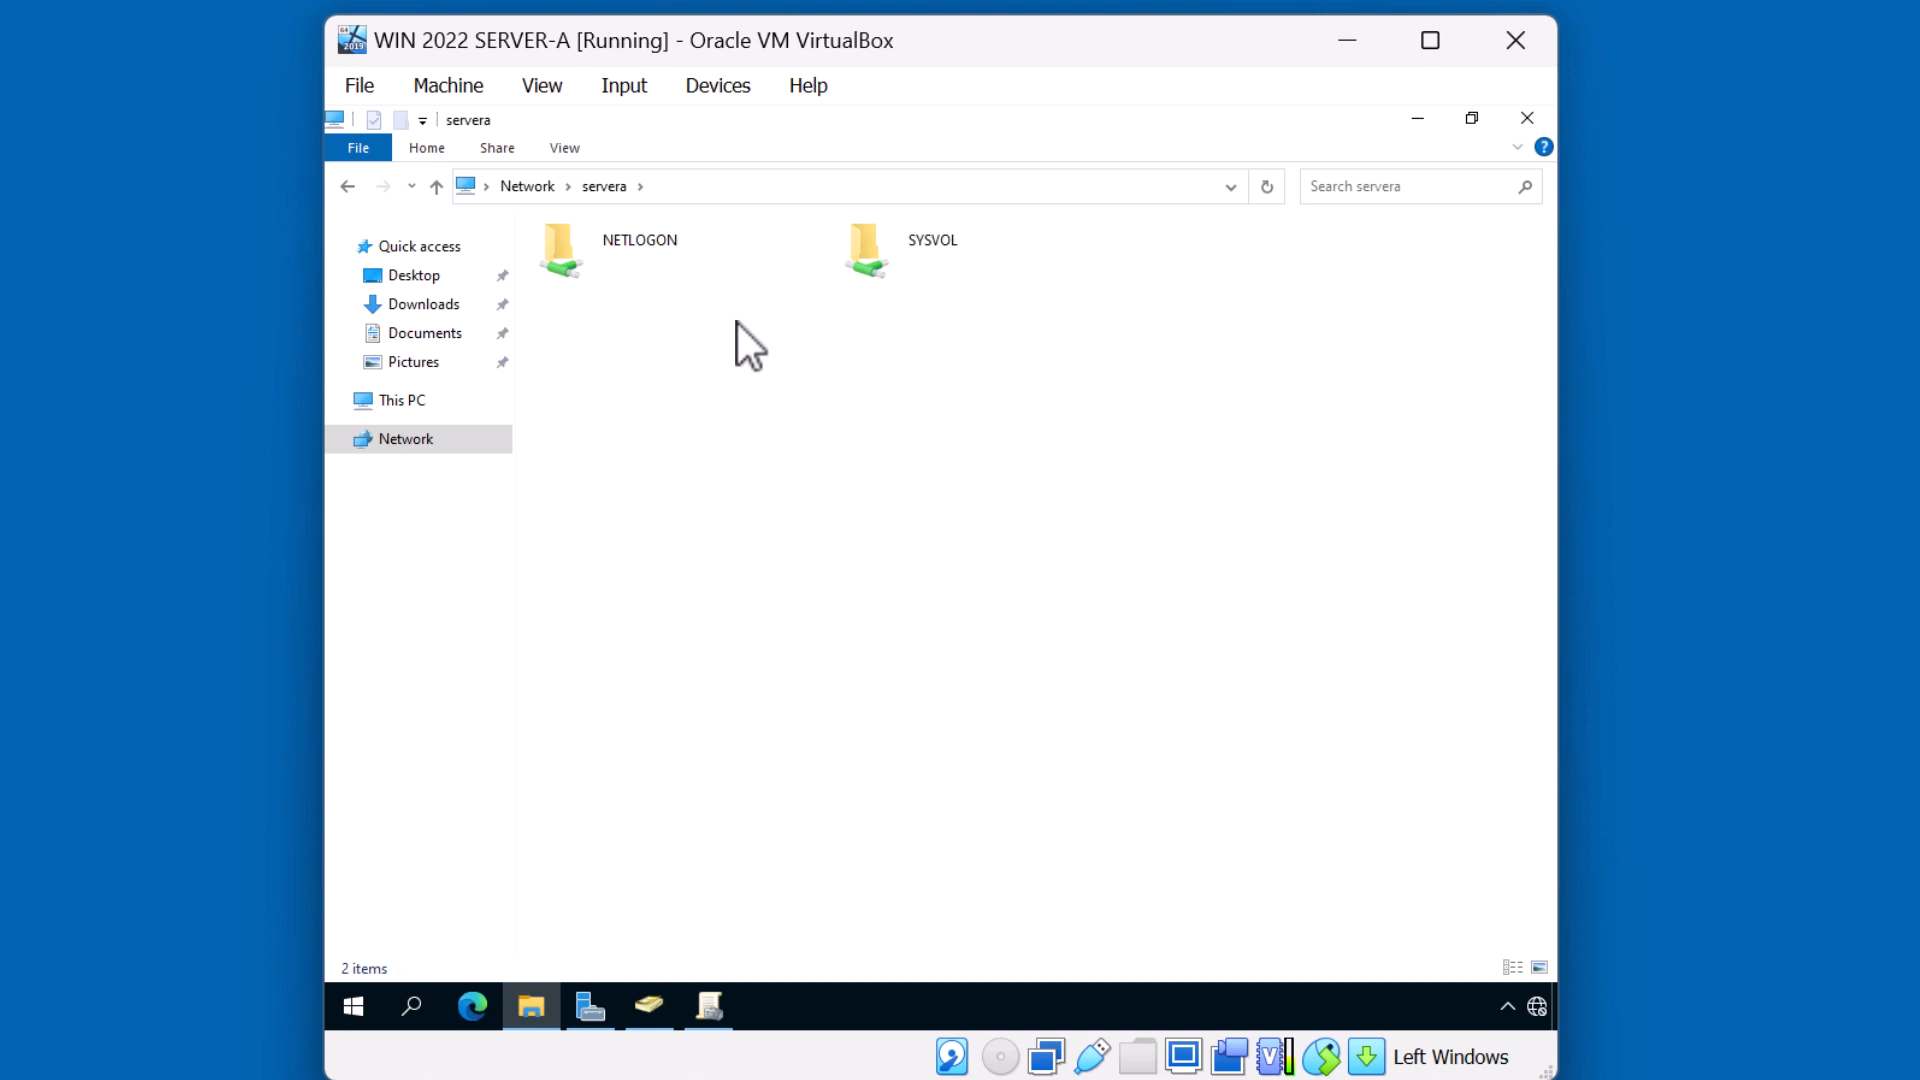 WIN 2022 SERVER-A [Running] - Oracle VM VirtualBox
File Machine View Input Devices Help
servera
File Home Share View
Network servera
Search servera
Quick access
Desktop
Downloads
Documents
Pictures
This PC
Network
NETLOGON
SYSVOL
2 items
Left Windows